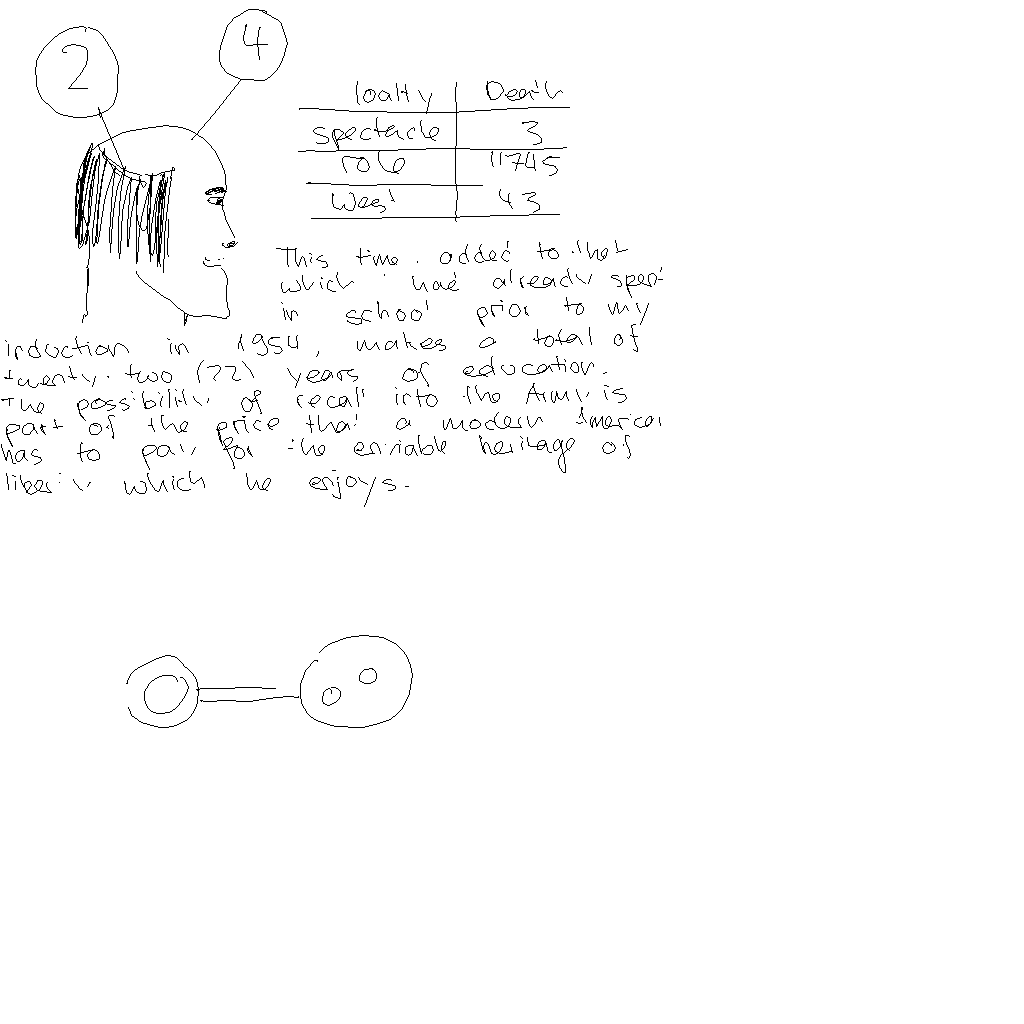 2
4
loalty Death
spectacle 3
role 11745
West 43
This time added to that
which had already spent
in school prior to my
induction in 1954, makes a total of
twenty-two (22) years of education.
The possibility of recall into the Army is
part of the price that a modern American
has to pay for the enviable heritage of
liberty which he enjoys.